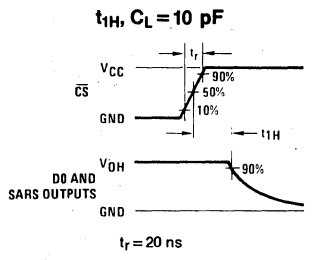 t1H, CL = 10 pF
tr
VCC
90%
CS
50%
10%
GND
t1H
VOH
90%
D0 AND
SARS OUTPUTS
GND
tr = 20 ns